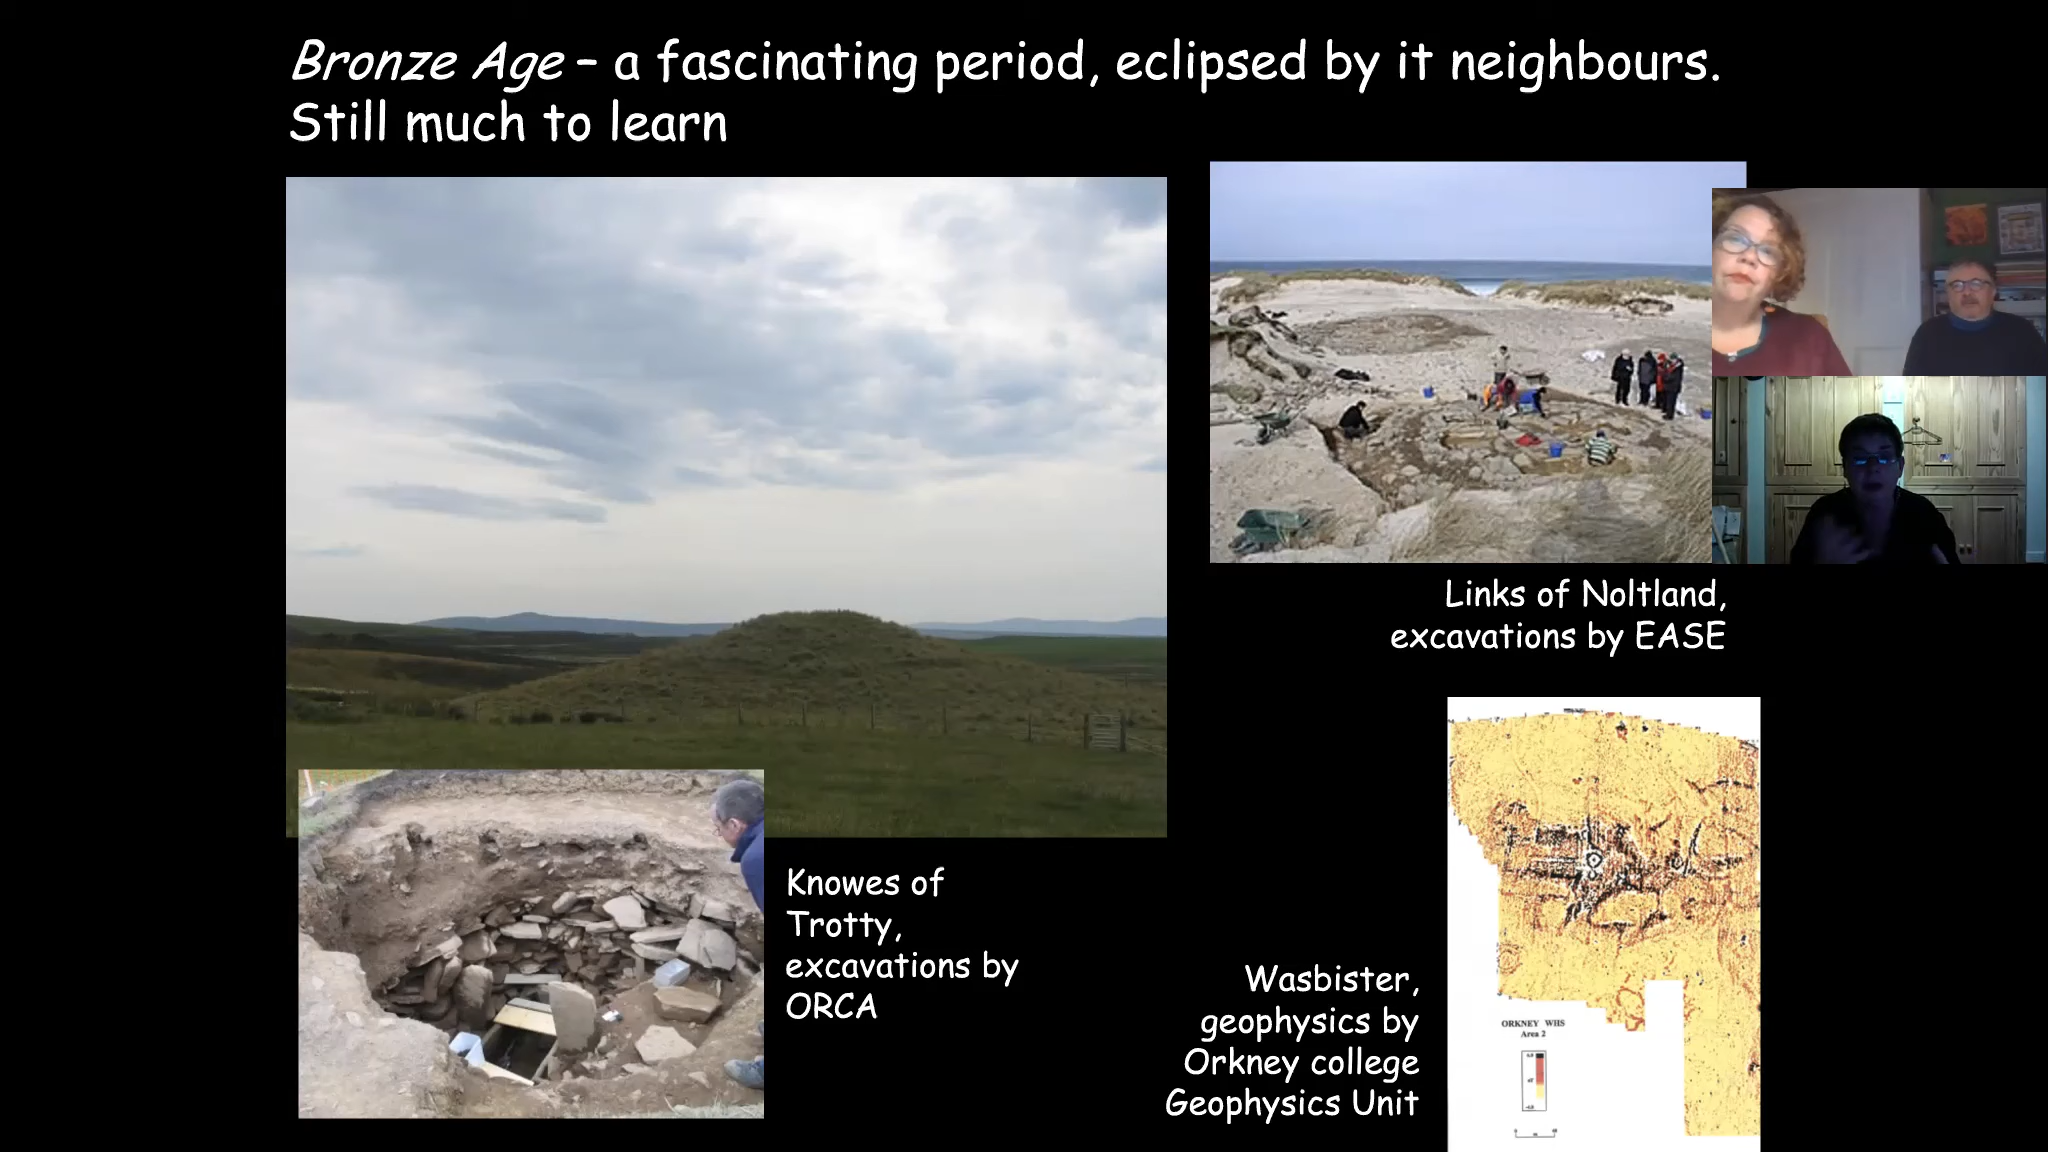 Bronze Age – a fascinating period, eclipsed by it neighbours.
Still much to learn
Links of Noltland,
excavations by EASE
Knowes of
Trotty,
excavations by
ORCA
Wasbister,
geophysics by
Orkney college
Geophysics Unit
ORKNEY WHS
Area 2